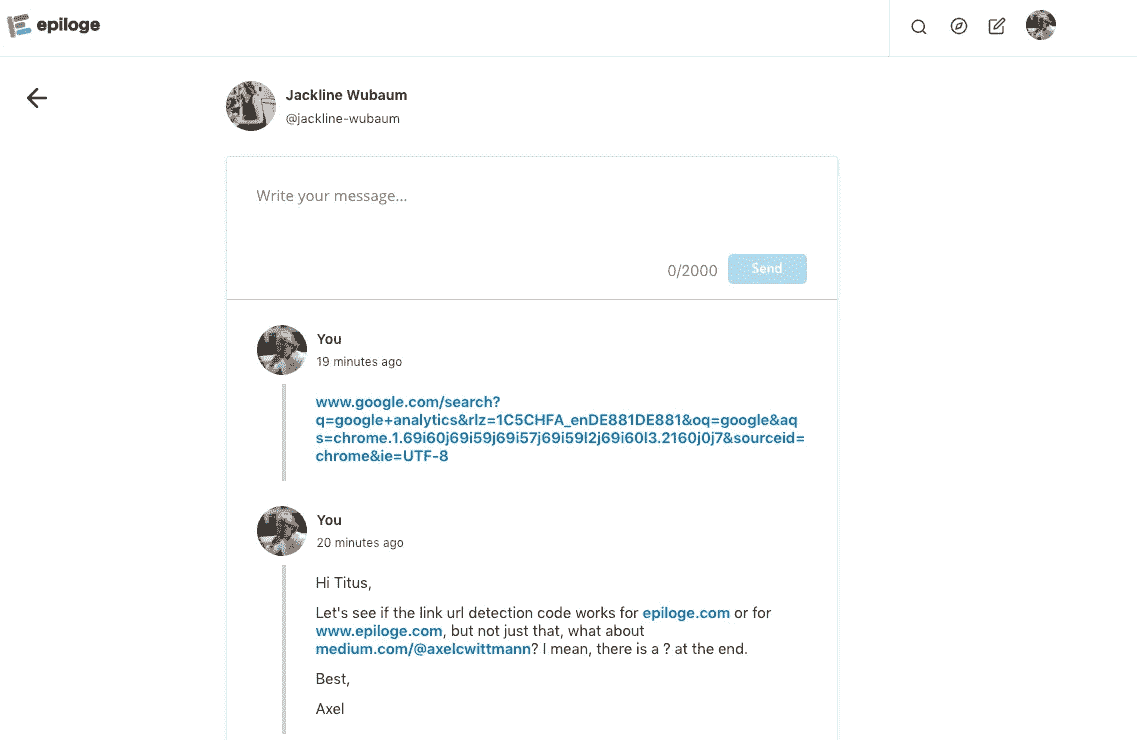 epiloge
Jackline Wubaum
@jackline-wubaum
Write your message...
0/2000
Send
You
19 minutes ago
www.google.com/search?
q=google+analytics&rlz=1C5CHFA_enDE881DE881&oq=google&aq
s=chrome.1.69i60j69i59j69i57j69i59l2j69i60l3.2160j0j7&sourceid=
chrome&ie=UTF-8
You
20 minutes ago
Hi Titus,
Let's see if the link url detection code works for epiloge.com or for
www.epiloge.com, but not just that, what about
medium.com/@axelcwittmann? I mean, there is a ? at the end.
Best,
Axel